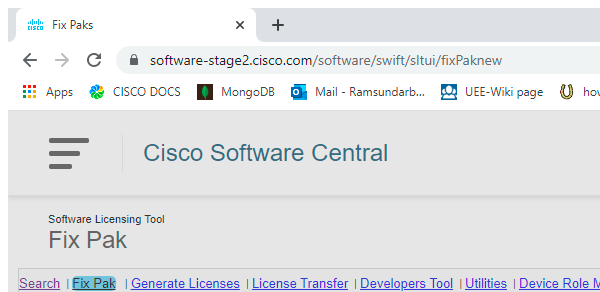 Fix Paks
software-stage2.cisco.com/software/swift/sltui/fixPaknew
Apps CISCO DOCS MongoDB Mail - Ramsundarb... UEE-Wiki page how
Cisco Software Central
Software Licensing Tool
Fix Pak
Search | Fix Pak | Generate Licenses | License Transfer | Developers Tool | Utilities | Device Role M